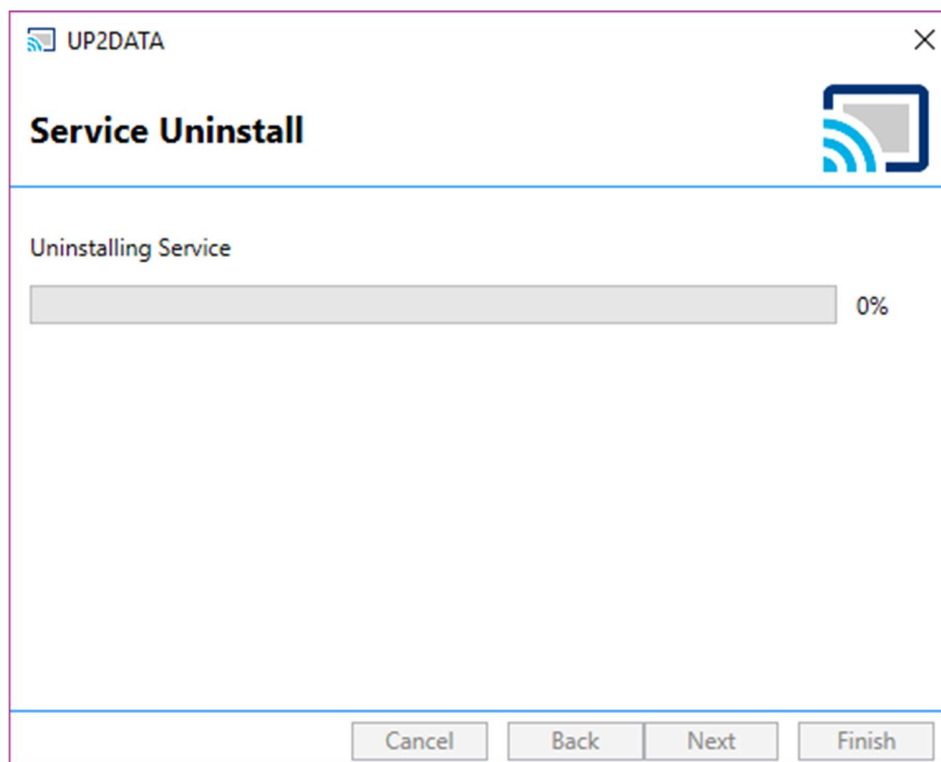 UP2DATA
Service Uninstall
Uninstalling Service
0%
Cancel Back Next Finish